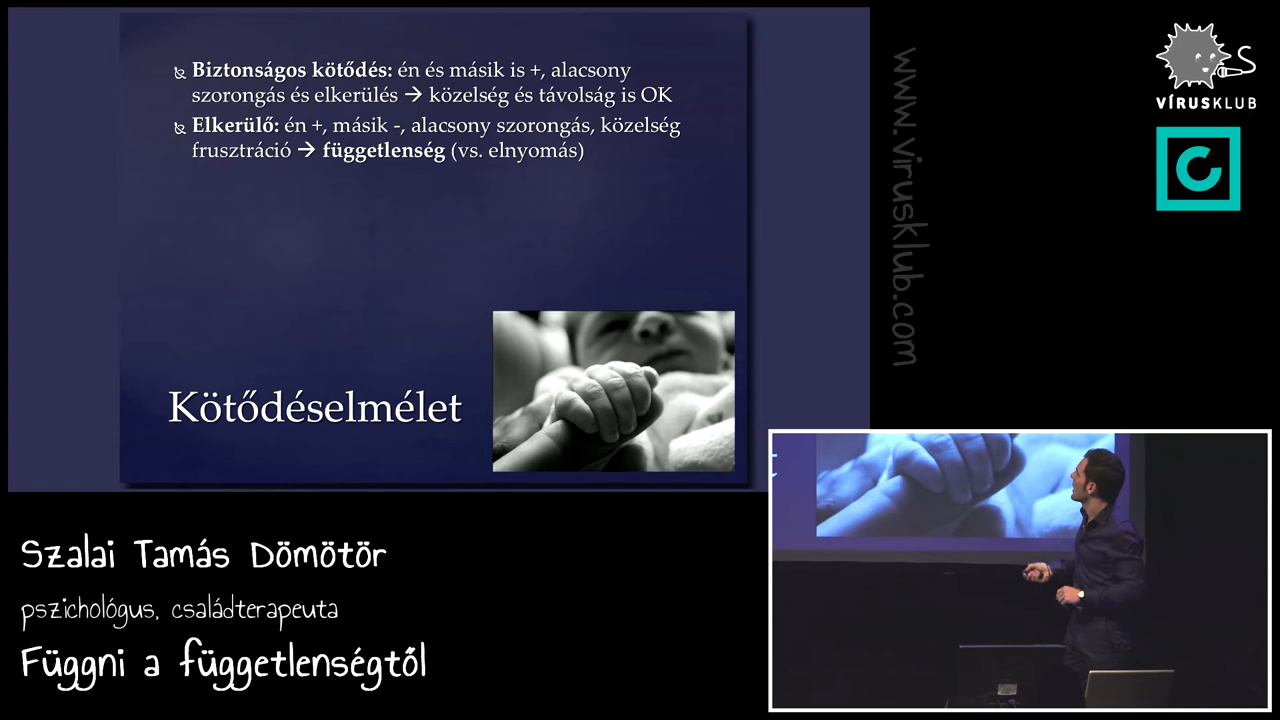 Biztonságos kötődés: én és másik is +, alacsony
szorongás és elkerülés → közelség és távolság is OK
Elkerülő: én +, másik -, alacsony szorongás, közelség
frusztráció → függetlenség (vs. elnyomás)
Kötődéselmélet
www.virusklub.com
VÍRUSKLUB
Szalai Tamás Dömötör
pszichológus, családterapeuta
Függni a függetlenségtől